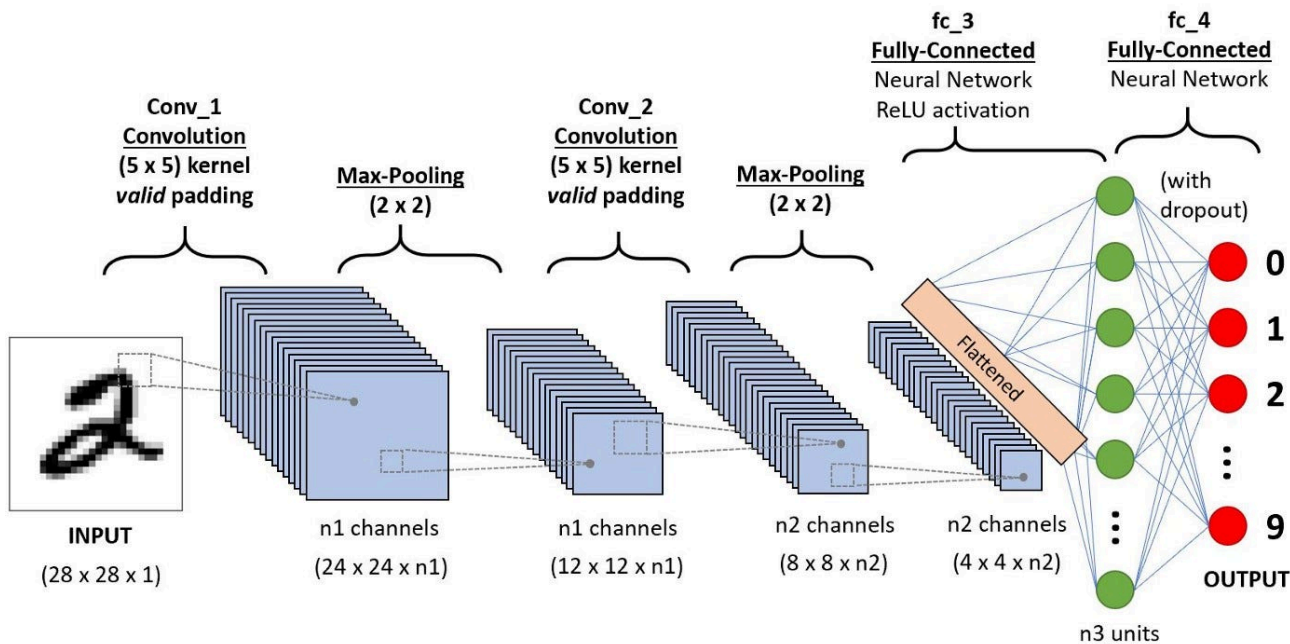 Conv_1
Convolution
(5 x 5) kernel
valid padding
Max-Pooling
(2 x 2)
Conv_2
Convolution
(5 x 5) kernel
valid padding
Max-Pooling
(2 x 2)
fc_3
Fully-Connected
Neural Network
ReLU activation
fc_4
Fully-Connected
Neural Network
(with
dropout)
Flattened
0
1
2
9
OUTPUT
2
INPUT
(28 x 28 x 1)
n1 channels
(24 x 24 x n1)
n1 channels
(12 x 12 x n1)
n2 channels
(8 x 8 x n2)
n2 channels
(4 x 4 x n2)
n3 units